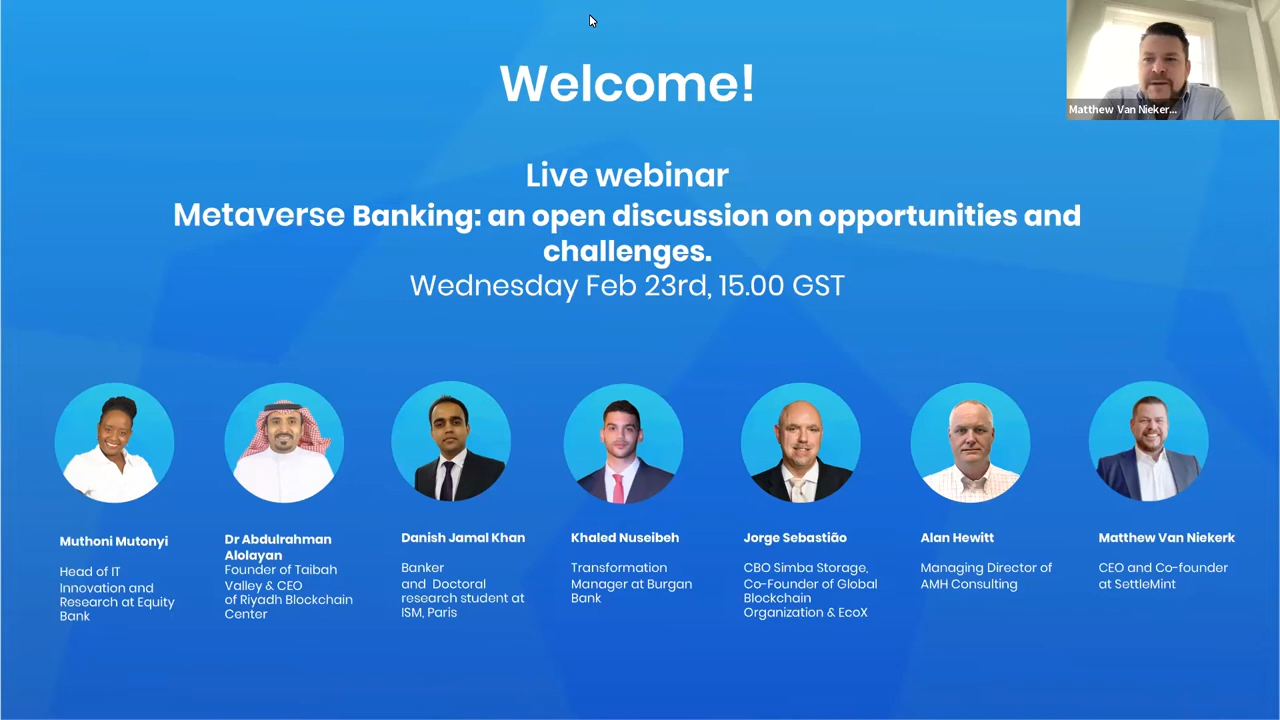 Welcome!
Matthew Van Nieker...
Live webinar
Metaverse Banking: an open discussion on opportunities and
challenges.
Wednesday Feb 23rd, 15.00 GST
Muthoni Mutonyi
Head of IT
Innovation and
Research at Equity
Bank
Dr Abdulrahman
Alolayan
Founder of Taibah
Valley & CEO
of Riyadh Blockchain
Center
Danish Jamal Khan
Banker
and Doctoral
research student at
ISM, Paris
Khaled Nuseibeh
Transformation
Manager at Burgan
Bank
Jorge Sebastião
CBO Simba Storage,
Co-Founder of Global
Blockchain
Organization & EcoX
Alan Hewitt
Managing Director of
AMH Consulting
Matthew Van Niekerk
CEO and Co-founder
at SettleMint